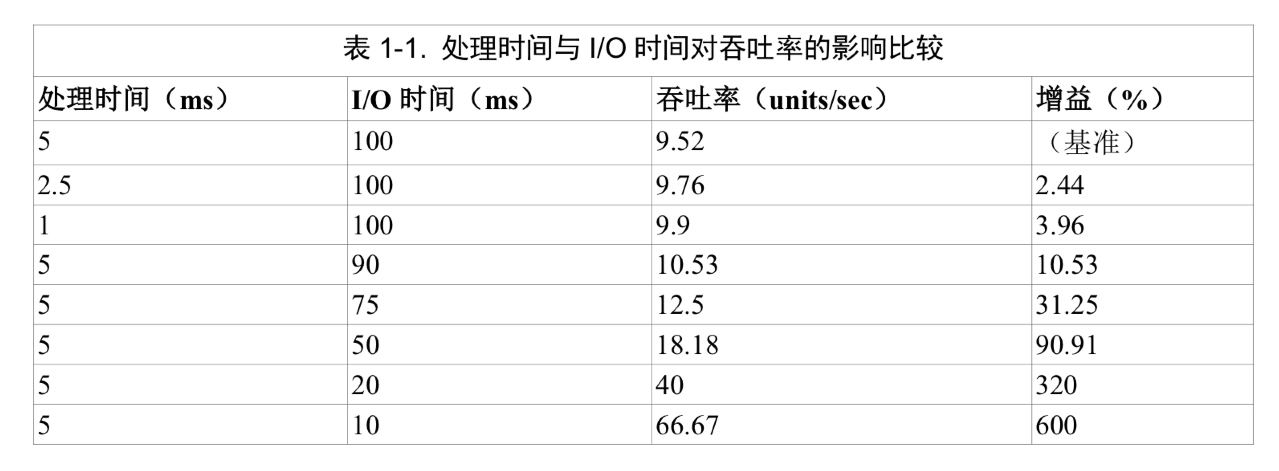 表 1-1. 处理时间与 I/O 时间对吞吐率的影响比较
处理时间（ms） I/O 时间（ms） 吞吐率（units/sec） 增益（%）
5 100 9.52 （基准）
2.5 100 9.76 2.44
1 100 9.9 3.96
5 90 10.53 10.53
5 75 12.5 31.25
5 50 18.18 90.91
5 20 40 320
5 10 66.67 600